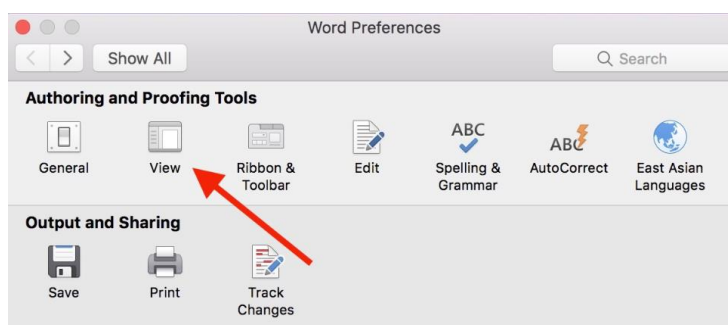 Word Preferences
Show All
Search
Authoring and Proofing Tools
General
View
Ribbon &
Toolbar
Edit
ABC
Spelling &
Grammar
ABC
AutoCorrect
East Asian
Languages
Output and Sharing
Save
Print
Track
Changes